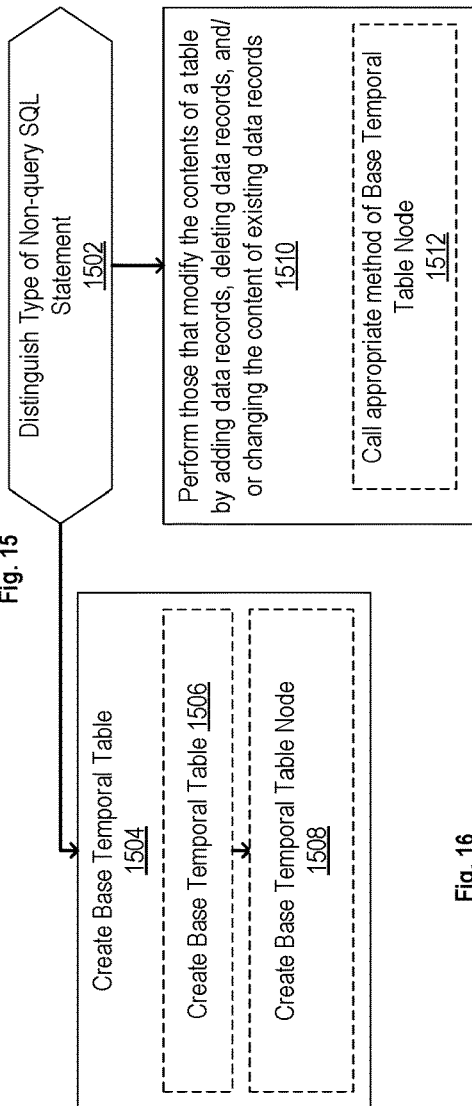 Fig. 15
Distinguish Type of Non-query SQL
Statement
1502
Create Base Temporal Table
1504
Create Base Temporal Table 1506
Create Base Temporal Table Node
1508
Perform those that modify the contents of a table
by adding data records, deleting data records, and/
or changing the content of existing data records
1510
Call appropriate method of Base Temporal
Table Node
1512
Fig. 16